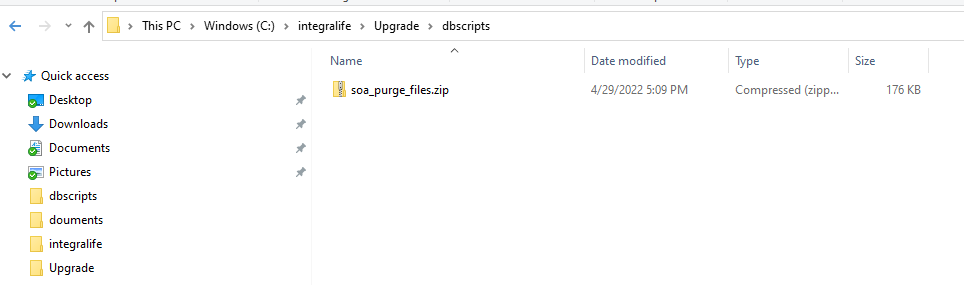 This PC > Windows (C:) > integralife > Upgrade > dbscripts
Name Date modified Type Size
Quick access
soa_purge_files.zip 4/29/2022 5:09 PM Compressed (zipp... 176 KB
Desktop
Downloads
Documents
Pictures
dbscripts
douments
integralife
Upgrade